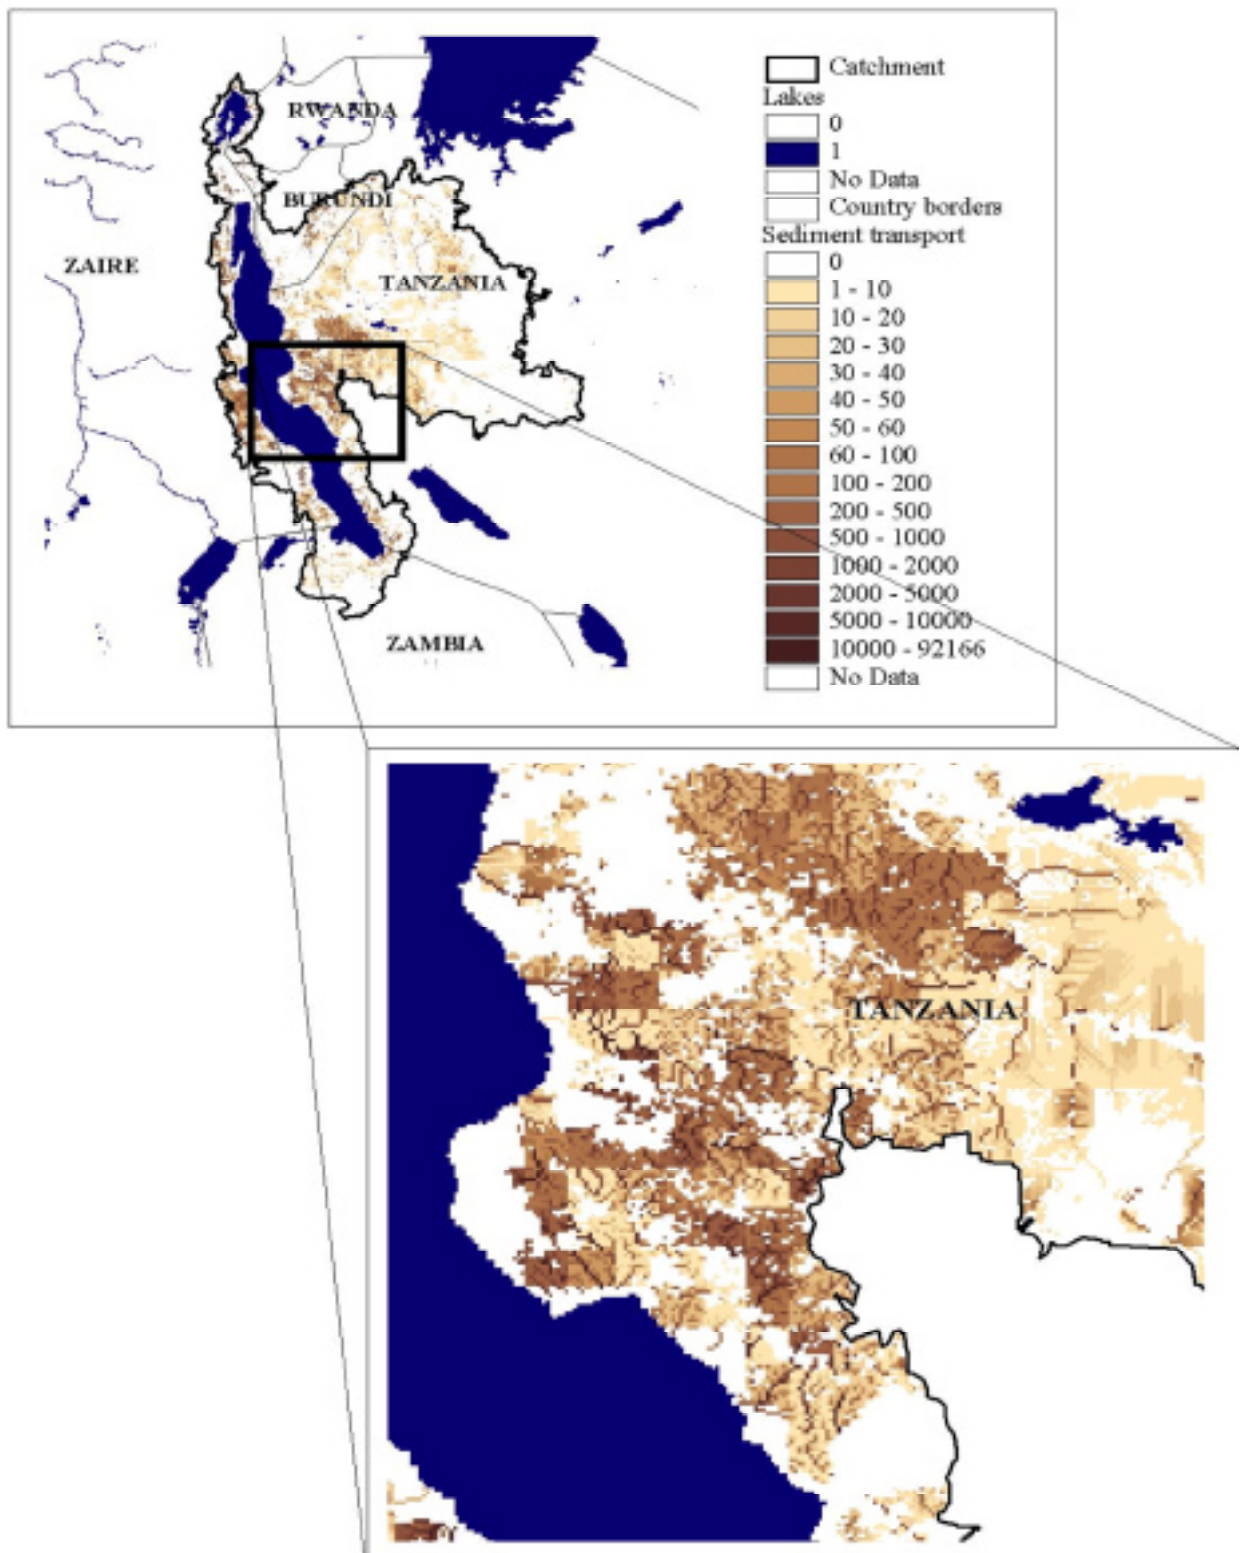 RWANDA
BURUNDI
ZAIRE
TANZANIA
ZAMBIA
Catchment
Lakes
0
1
No Data
Country borders
Sediment transport
0
1 - 10
10 - 20
20 - 30
30 - 40
40 - 50
50 - 60
60 - 100
100 - 200
200 - 500
500 - 1000
1000 - 2000
2000 - 5000
5000 - 10000
10000 - 92166
No Data
TANZANIA